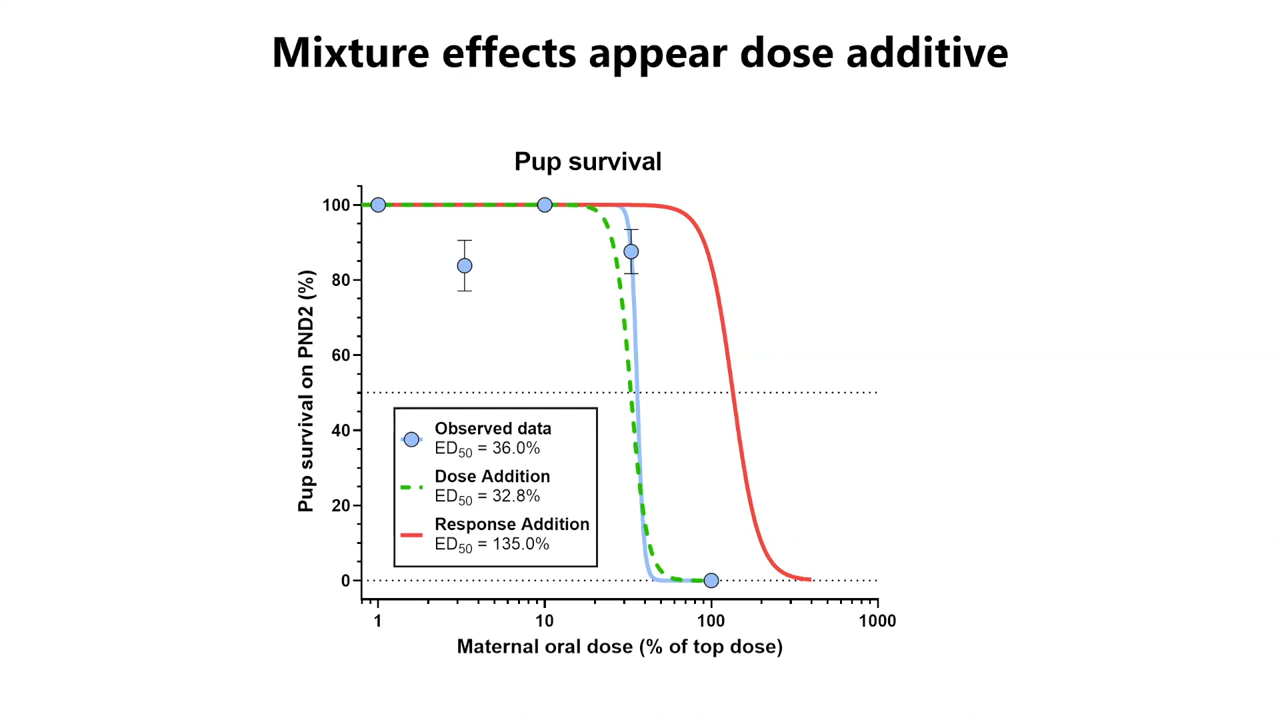 Mixture effects appear dose additive
Pup survival
Pup survival on PND2 (%)
100
80
60
40
20
0
Observed data
ED50 = 36.0%
Dose Addition
ED50 = 32.8%
Response Addition
ED50 = 135.0%
1 10 100 1000
Maternal oral dose (% of top dose)